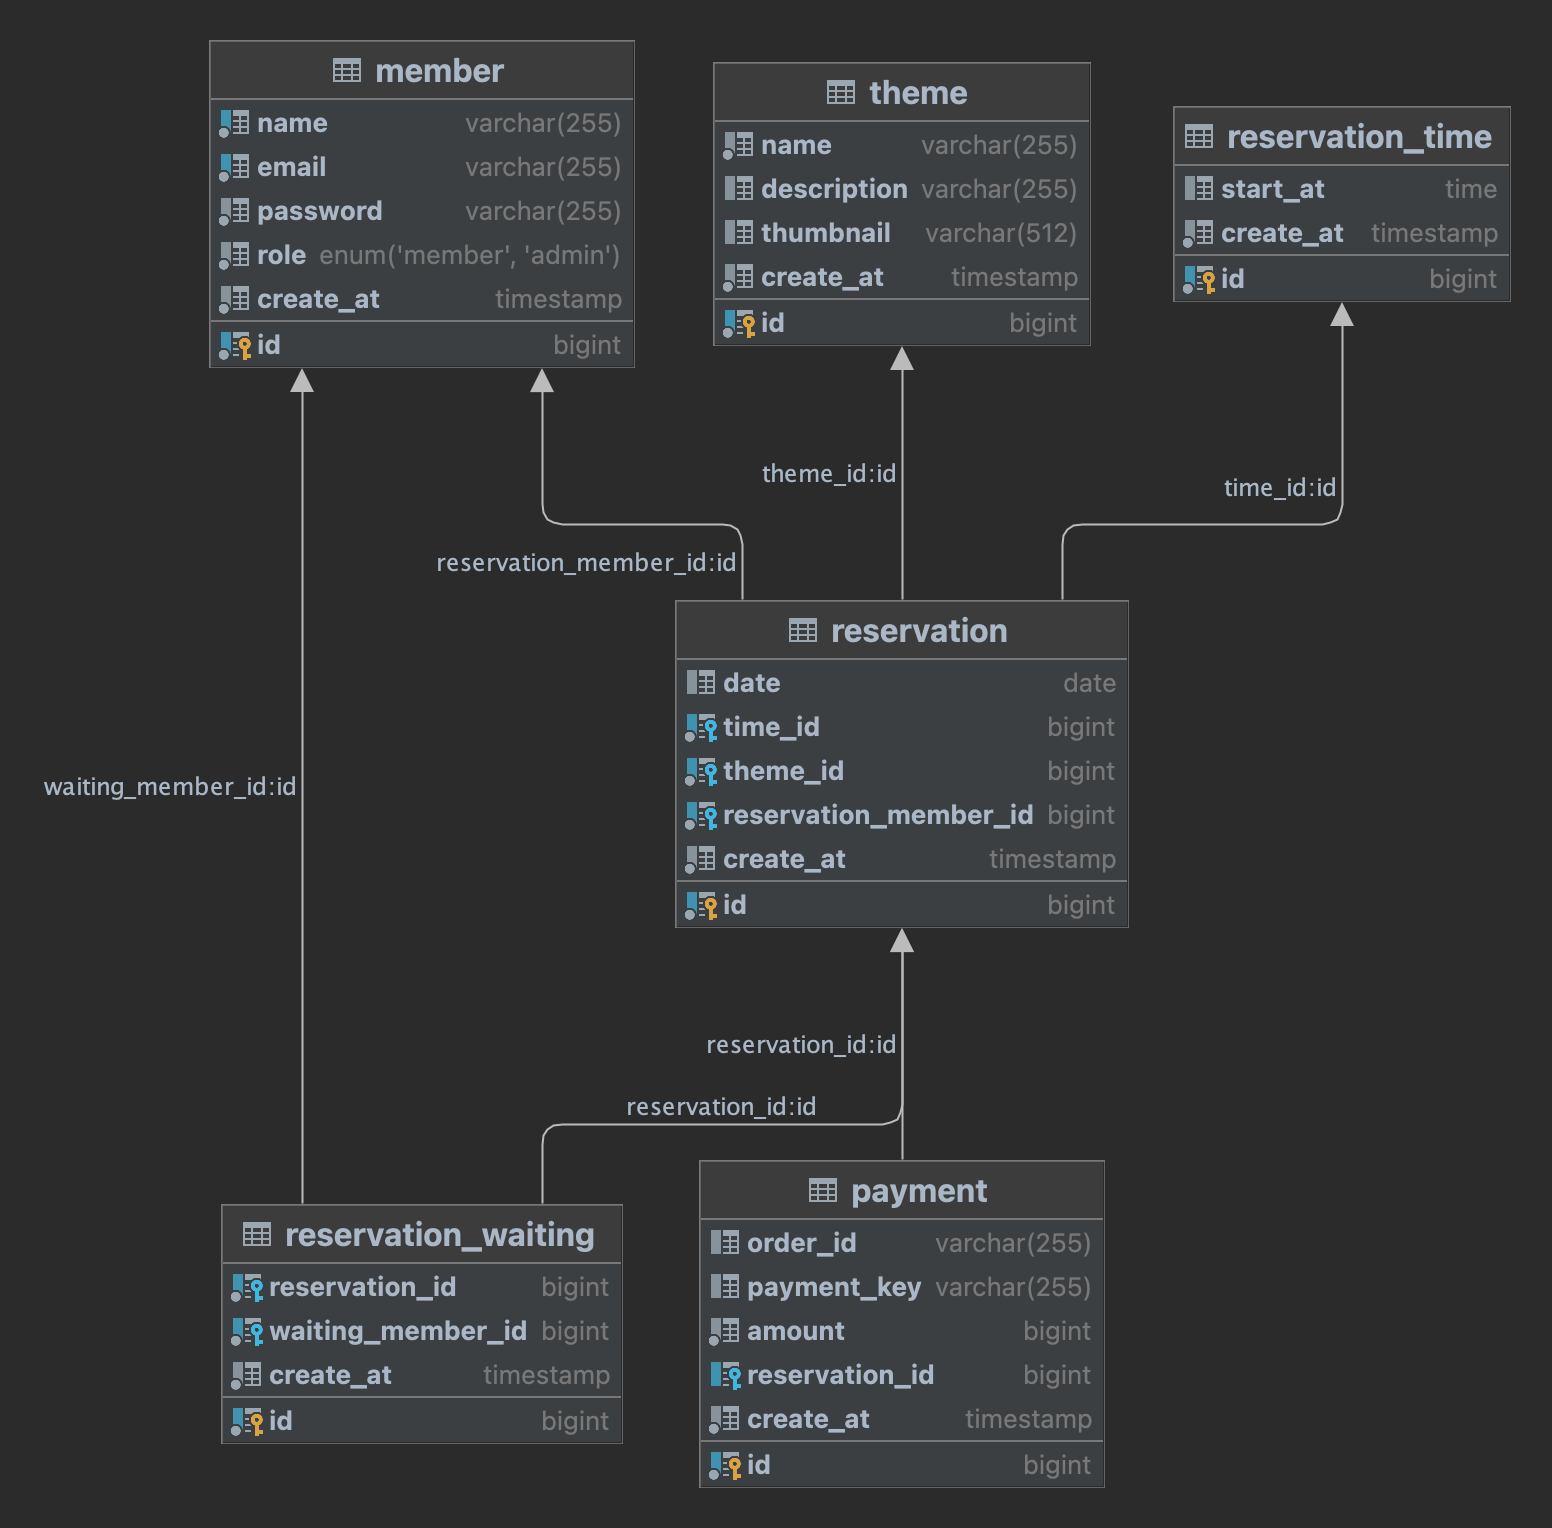 member
name varchar(255)
email varchar(255)
password varchar(255)
role enum('member', 'admin')
create_at timestamp
id bigint
theme
name varchar(255)
description varchar(255)
thumbnail varchar(512)
create_at timestamp
id bigint
reservation_time
start_at time
create_at timestamp
id bigint
theme_id:id
time_id:id
reservation_member_id:id
reservation
date date
time_id bigint
theme_id bigint
reservation_member_id bigint
create_at timestamp
id bigint
waiting_member_id:id
reservation_id:id
reservation_id:id
reservation_waiting
reservation_id bigint
waiting_member_id bigint
create_at timestamp
id bigint
payment
order_id varchar(255)
payment_key varchar(255)
amount bigint
reservation_id bigint
create_at timestamp
id bigint